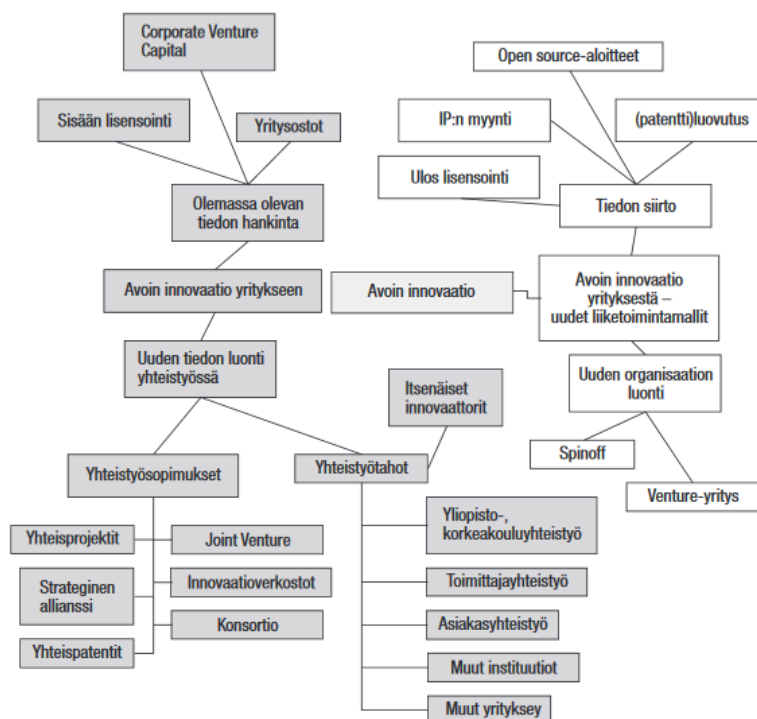 Corporate Venture
Capital
Open source-aloitteet
Sisään lisensointi
Yritysostot
IP:n myynti
(patentti)luovutus
Ulos lisensointi
Olemassa olevan
tiedon hankinta
Tiedon siirto
Avoin innovaatio yritykseen
Avoin innovaatio
Avoin innovaatio
yrityksestä –
uudet liiketoimintamallit
Uuden tiedon luonti
yhteistyössä
Uuden organisaation
luonti
Itsenäiset
innovaattorit
Spinoff
Venture-yritys
Yhteistyösopimukset
Yhteistyötahot
Yhteisprojektit
Joint Venture
Strateginen
allianssi
Innovaatioverkostot
Yhteispatentit
Konsortio
Yliopisto-,
korkeakouluyhteistyö
Toimittajayhteistyö
Asiakasyhteistyö
Muut instituutiot
Muut yrityksey